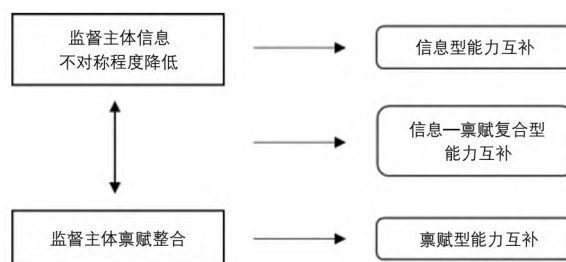 监督主体信息
不对称程度降低
信息型能力互补
信息—禀赋复合型
能力互补
监督主体禀赋整合
禀赋型能力互补